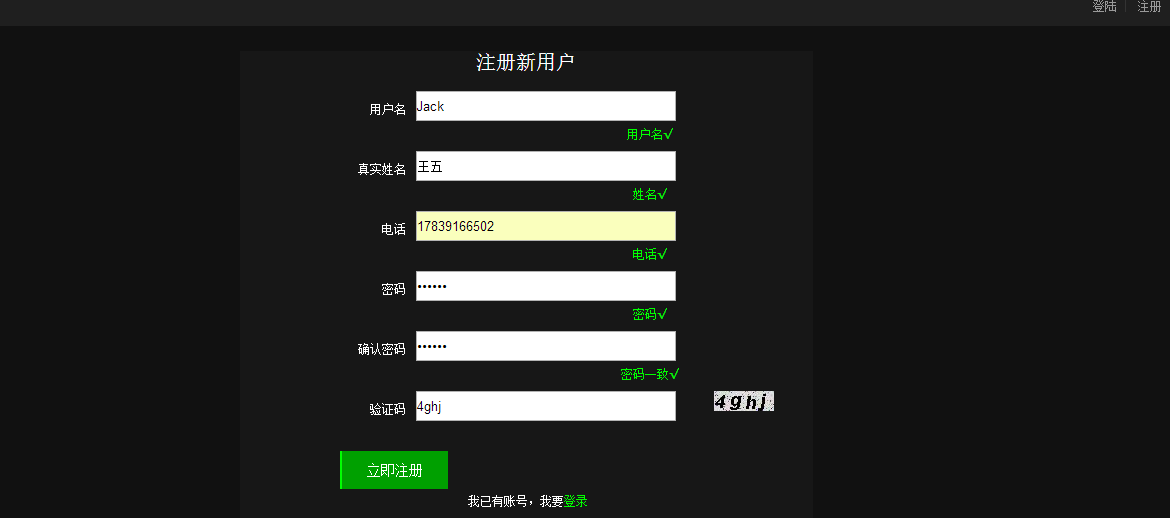 登陆 注册
注册新用户
用户名 Jack
用户名√
真实姓名 王五
姓名√
电话 17839166502
电话√
密码 ••••••
密码√
确认密码 ••••••
密码一致√
验证码 4ghj 4ghj
立即注册
我已有账号，我要登录